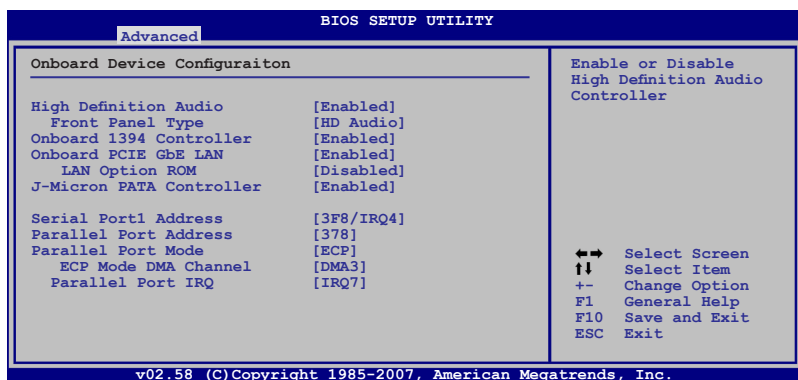 BIOS SETUP UTILITY
Advanced
Onboard Device Configuraiton
High Definition Audio [Enabled]
Front Panel Type [HD Audio]
Onboard 1394 Controller [Enabled]
Onboard PCIE GbE LAN [Enabled]
LAN Option ROM [Disabled]
J-Micron PATA Controller [Enabled]
Serial Port1 Address [3F8/IRQ4]
Parallel Port Address [378]
Parallel Port Mode [ECP]
ECP Mode DMA Channel [DMA3]
Parallel Port IRQ [IRQ7]
Enable or Disable
High Definition Audio
Controller
←→ Select Screen
↑↓ Select Item
+- Change Option
F1 General Help
F10 Save and Exit
ESC Exit
v02.58 (C)Copyright 1985-2007, American Megatrends, Inc.